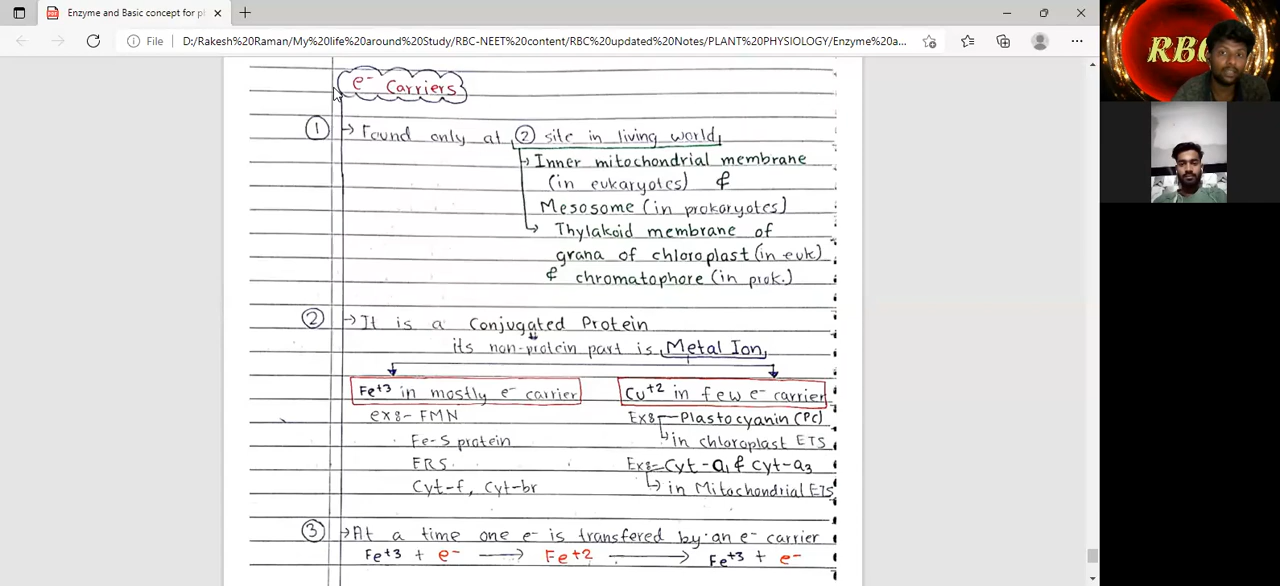 Enzyme and Basic concept for pl
File
D:/Rakesh%20Raman/My%20life%20around%20Study/RBC-NEET%20content/RBC%20updated%20Notes/PLANT%20PHYSIOLOGY/Enzyme%20a...
RBC
e⁻ Carriers
① → Found only at ② site in living world
→ Inner mitochondrial membrane
(in eukaryotes) &
Mesosome (in prokaryotes)
→ Thylakoid membrane of
grana of chloroplast (in euk)
& chromatophore (in prok.)
② → It is a Conjugated Protein
its non-protein part is Metal Ion
Fe+3 in mostly e⁻ carrier
Cu+2 in few e⁻ carrier
ex:- FMN
Ex:- Plastocyanin (PC)
Fe-S protein
in chloroplast ETS
FRS
Ex:- Cyt-a1 & Cyt-a3
Cyt-f, Cyt-
in Mitochondrial ETS
③ → At a time one e⁻ is transfered by an e⁻ carrier
Fe+3 + e⁻ → Fe+2 → Fe+3 + e⁻